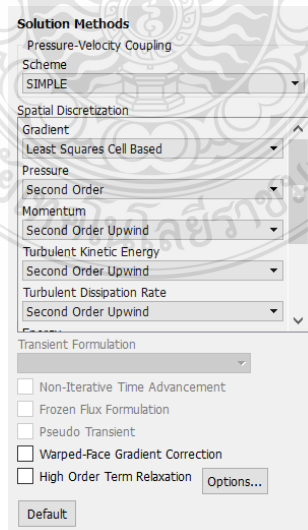 Solution Methods
Pressure-Velocity Coupling
Scheme
SIMPLE
Spatial Discretization
Gradient
Least Squares Cell Based
Pressure
Second Order
Momentum
Second Order Upwind
Turbulent Kinetic Energy
Second Order Upwind
Turbulent Dissipation Rate
Second Order Upwind
Transient Formulation
Non-Iterative Time Advancement
Frozen Flux Formulation
Pseudo Transient
Warped-Face Gradient Correction
High Order Term Relaxation
Options...
Default